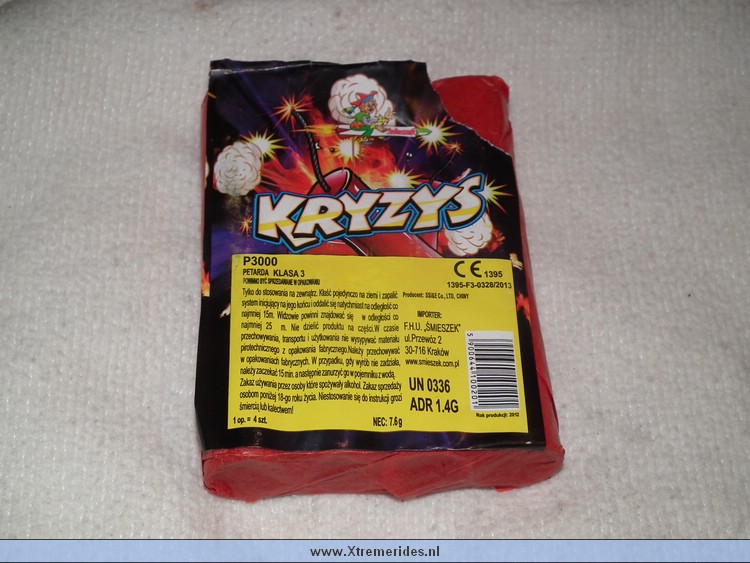 KRYZYS
P3000
PETARDA KLASA 3
POWINNO BYĆ SPRZEDAWANE W OPAKOWANIU
Tylko do stosowania na zewnątrz. Kłaść pojedynczo na ziemi i zapalić
system inicjujący na jego końcu i oddalić się natychmiast na odległość co
najmniej 15m. Widzowie powinni znajdować się w odległości co
najmniej 25 m. Nie dzielić produktu na części.W czasie
przechowywania, transportu i użytkowania nie wysypywać materiału
pirotechnicznego z opakowania fabrycznego.Należy przechowywać
w opakowaniach fabrycznych. W przypadku, gdy wyrób nie zadziała,
należy zaczekać 15 min. a następnie zanurzyć go w pojemniku z wodą.
Zakaz używania przez osoby które spożywały alkohol. Zakaz sprzedaży
osobom poniżej 18-go roku życia. Niestosowanie się do instrukcji grozi
śmiercią lub kalectwem!
1 op. = 4 szt.
NEC: 7.6 g
CE 1395
1395-F3-0328/2013
Producent: SSI&E Co., LTD, CHINY
IMPORTER:
F.H.U. „ŚMIESZEK"
ul.Przewóz 2
30-716 Kraków
www.smieszek.com.pl
UN 0336
ADR 1.4G
5900644100201
Rok produkcji: 2012
www.Xtremerides.nl